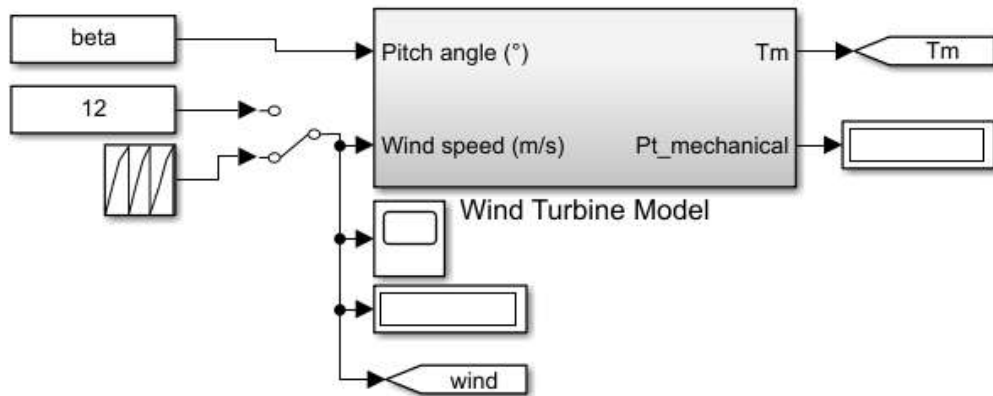 beta
Pitch angle (°)
Tm
Tm
12
Wind speed (m/s)
Pt_mechanical
Wind Turbine Model
wind